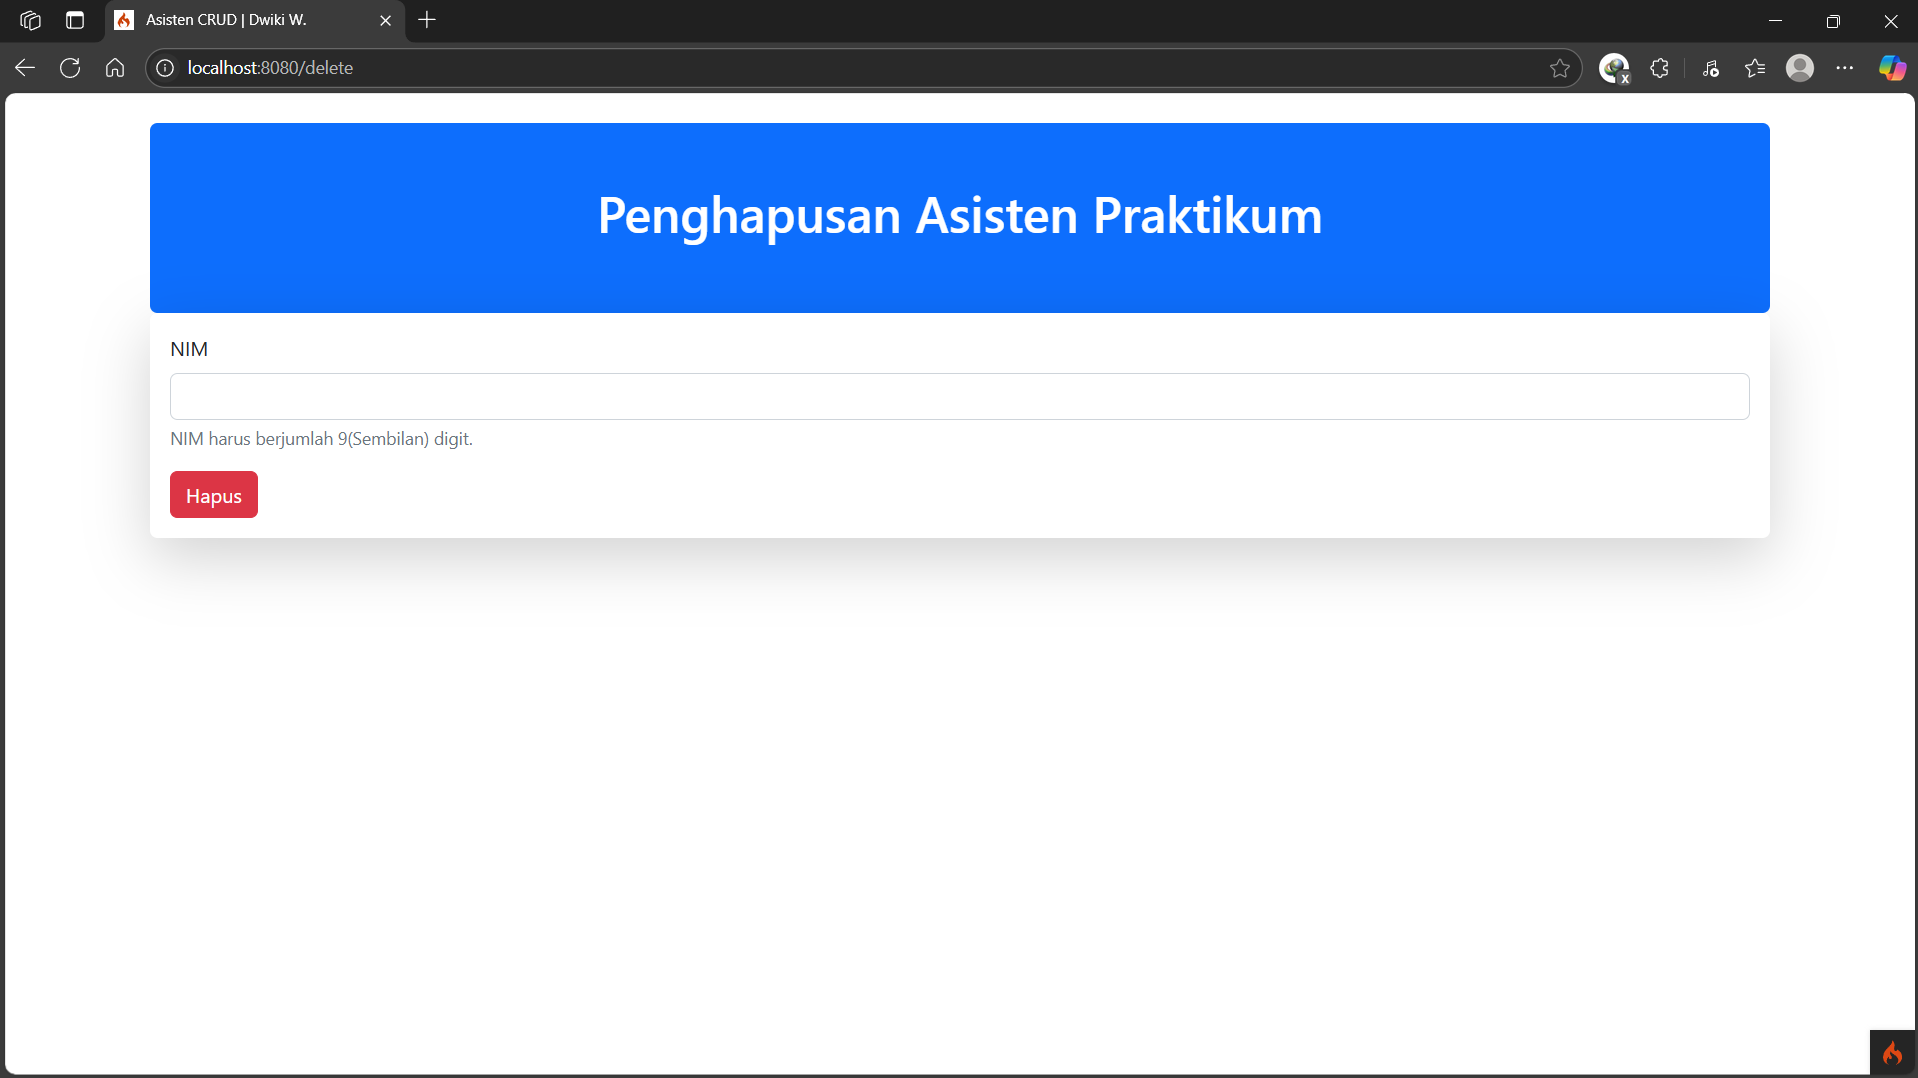 Asisten CRUD | Dwiki W.
localhost:8080/delete
X
Penghapusan Asisten Praktikum
NIM
NIM harus berjumlah 9(Sembilan) digit.
Hapus